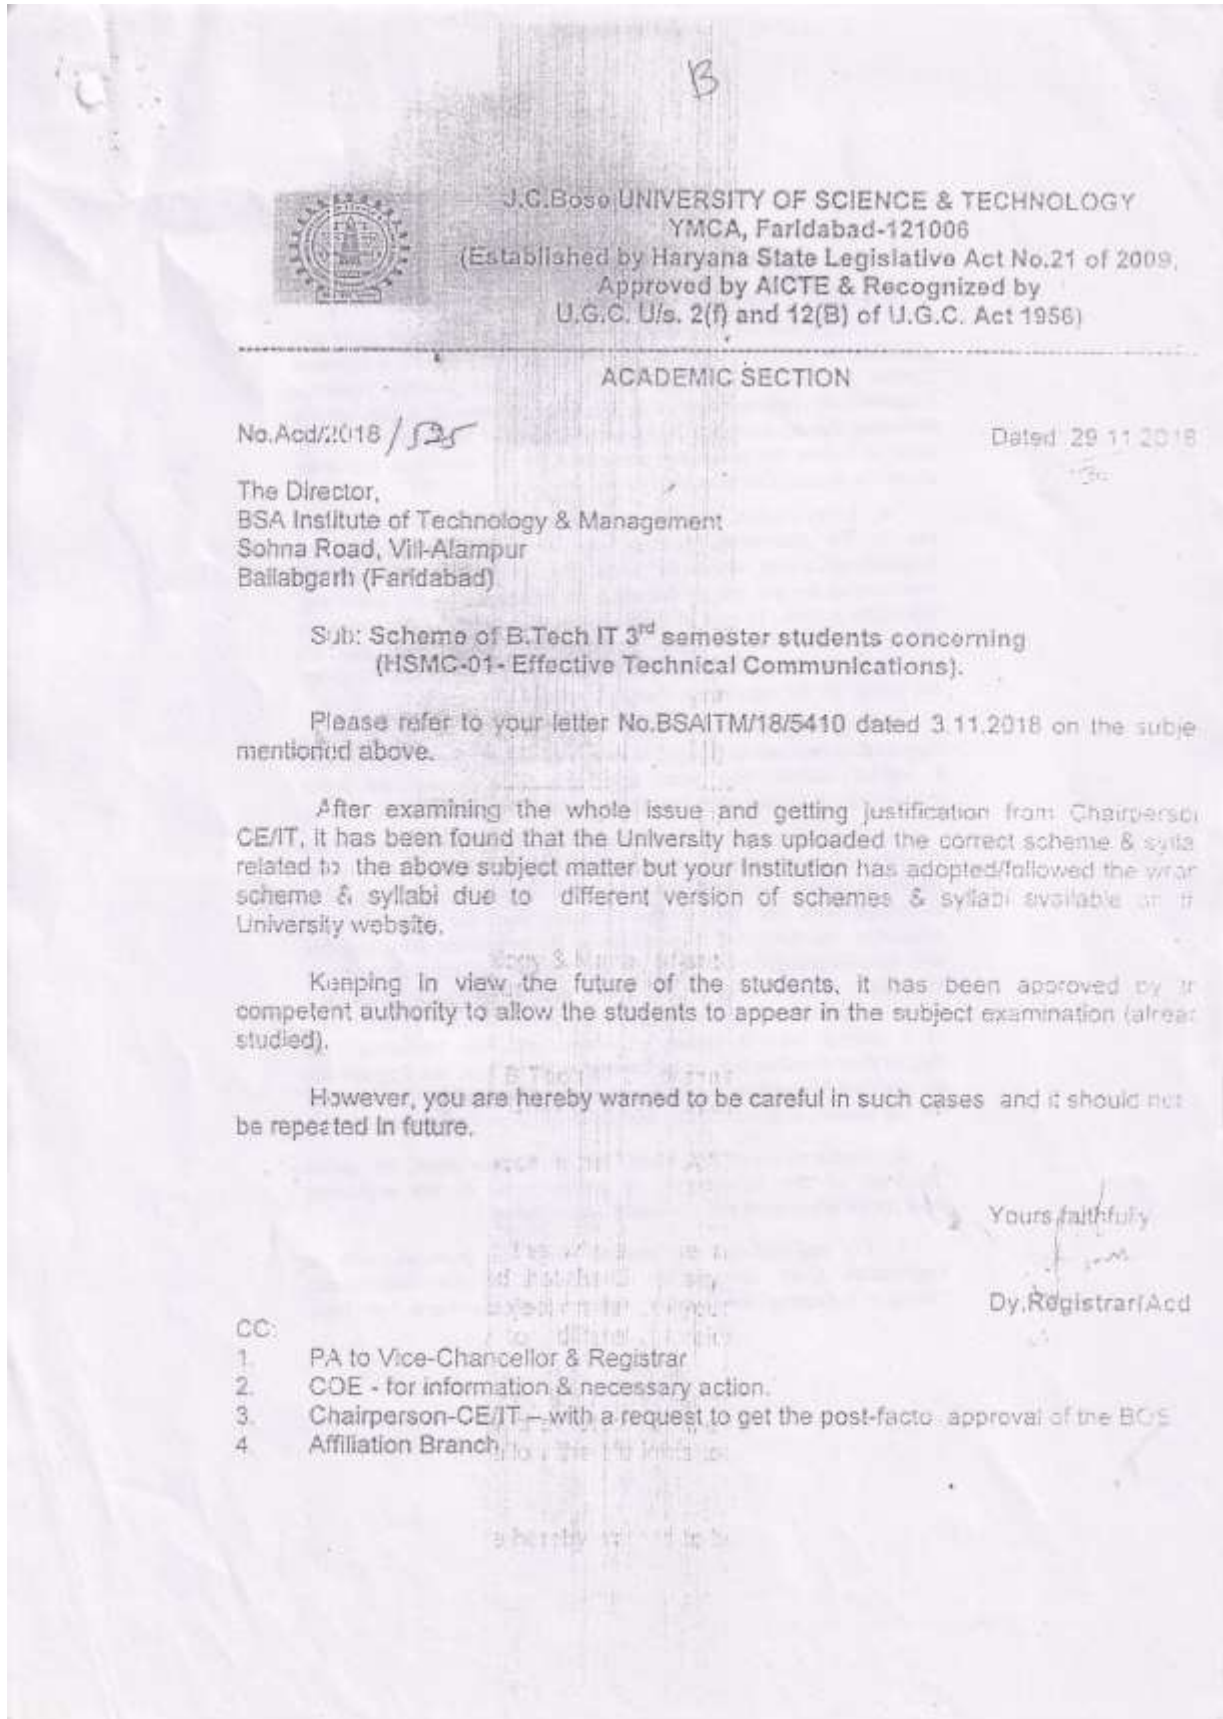 B
J.C.Bose UNIVERSITY OF SCIENCE & TECHNOLOGY
YMCA, Faridabad-121006
(Established by Haryana State Legislative Act No.21 of 2009,
Approved by AICTE & Recognized by
U.G.C. U/s. 2(f) and 12(B) of U.G.C. Act 1956)
ACADEMIC SECTION
No.Acd/2018/525 Dated 29.11.2018
The Director,
BSA Institute of Technology & Management
Sohna Road, Vill-Alampur
Ballabgarh (Faridabad)
Sub: Scheme of B.Tech IT 3rd semester students concerning
(HSMC-01- Effective Technical Communications).
Please refer to your letter No.BSAITM/18/5410 dated 3.11.2018 on the subje
mentioned above.
After examining the whole issue and getting justification from Chairperso
CE/IT, it has been found that the University has uploaded the correct scheme & sylla
related to the above subject matter but your Institution has adopted/followed the wron
scheme & syllabi due to different version of schemes & syllabi available on th
University website.
Keeping in view the future of the students, it has been approved by th
competent authority to allow the students to appear in the subject examination (alread
studied).
However, you are hereby warned to be careful in such cases and it should not
be repeated in future.
Yours faithfully
Dy.Registrar(Acd
CC:
1. PA to Vice-Chancellor & Registrar
2. COE - for information & necessary action.
3. Chairperson-CE/IT – with a request to get the post-facto approval of the BOS
4. Affiliation Branch.